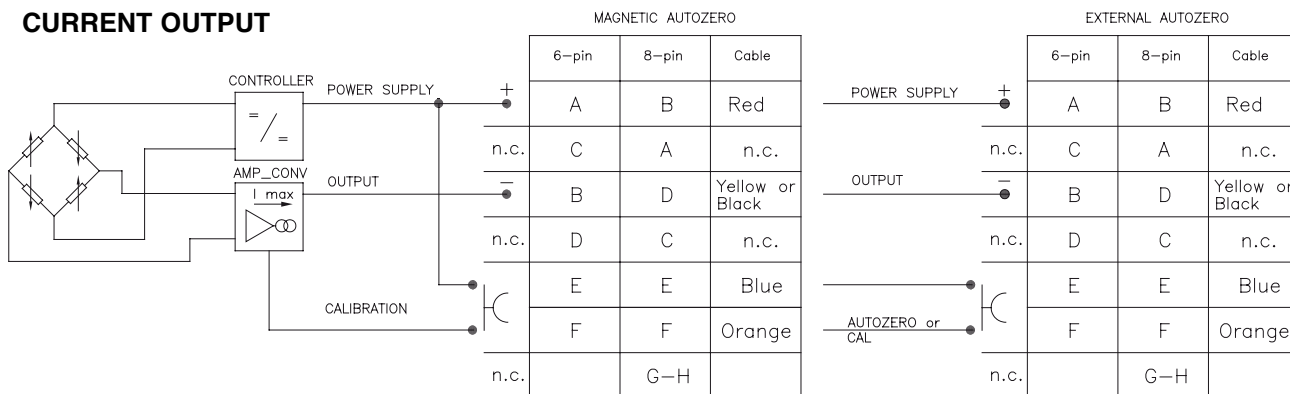 CURRENT OUTPUT
MAGNETIC AUTOZERO
EXTERNAL AUTOZERO
6-pin 8-pin Cable
6-pin 8-pin Cable
CONTROLLER
= / =
POWER SUPPLY + A B Red
POWER SUPPLY + A B Red
n.c. C A n.c.
n.c. C A n.c.
AMP_CONV
I max
OUTPUT – B D Yellow or
Black
OUTPUT – B D Yellow or
Black
n.c. D C n.c.
n.c. D C n.c.
E E Blue
E E Blue
CALIBRATION F F Orange
AUTOZERO or
CAL
F F Orange
n.c. G-H
n.c. G-H